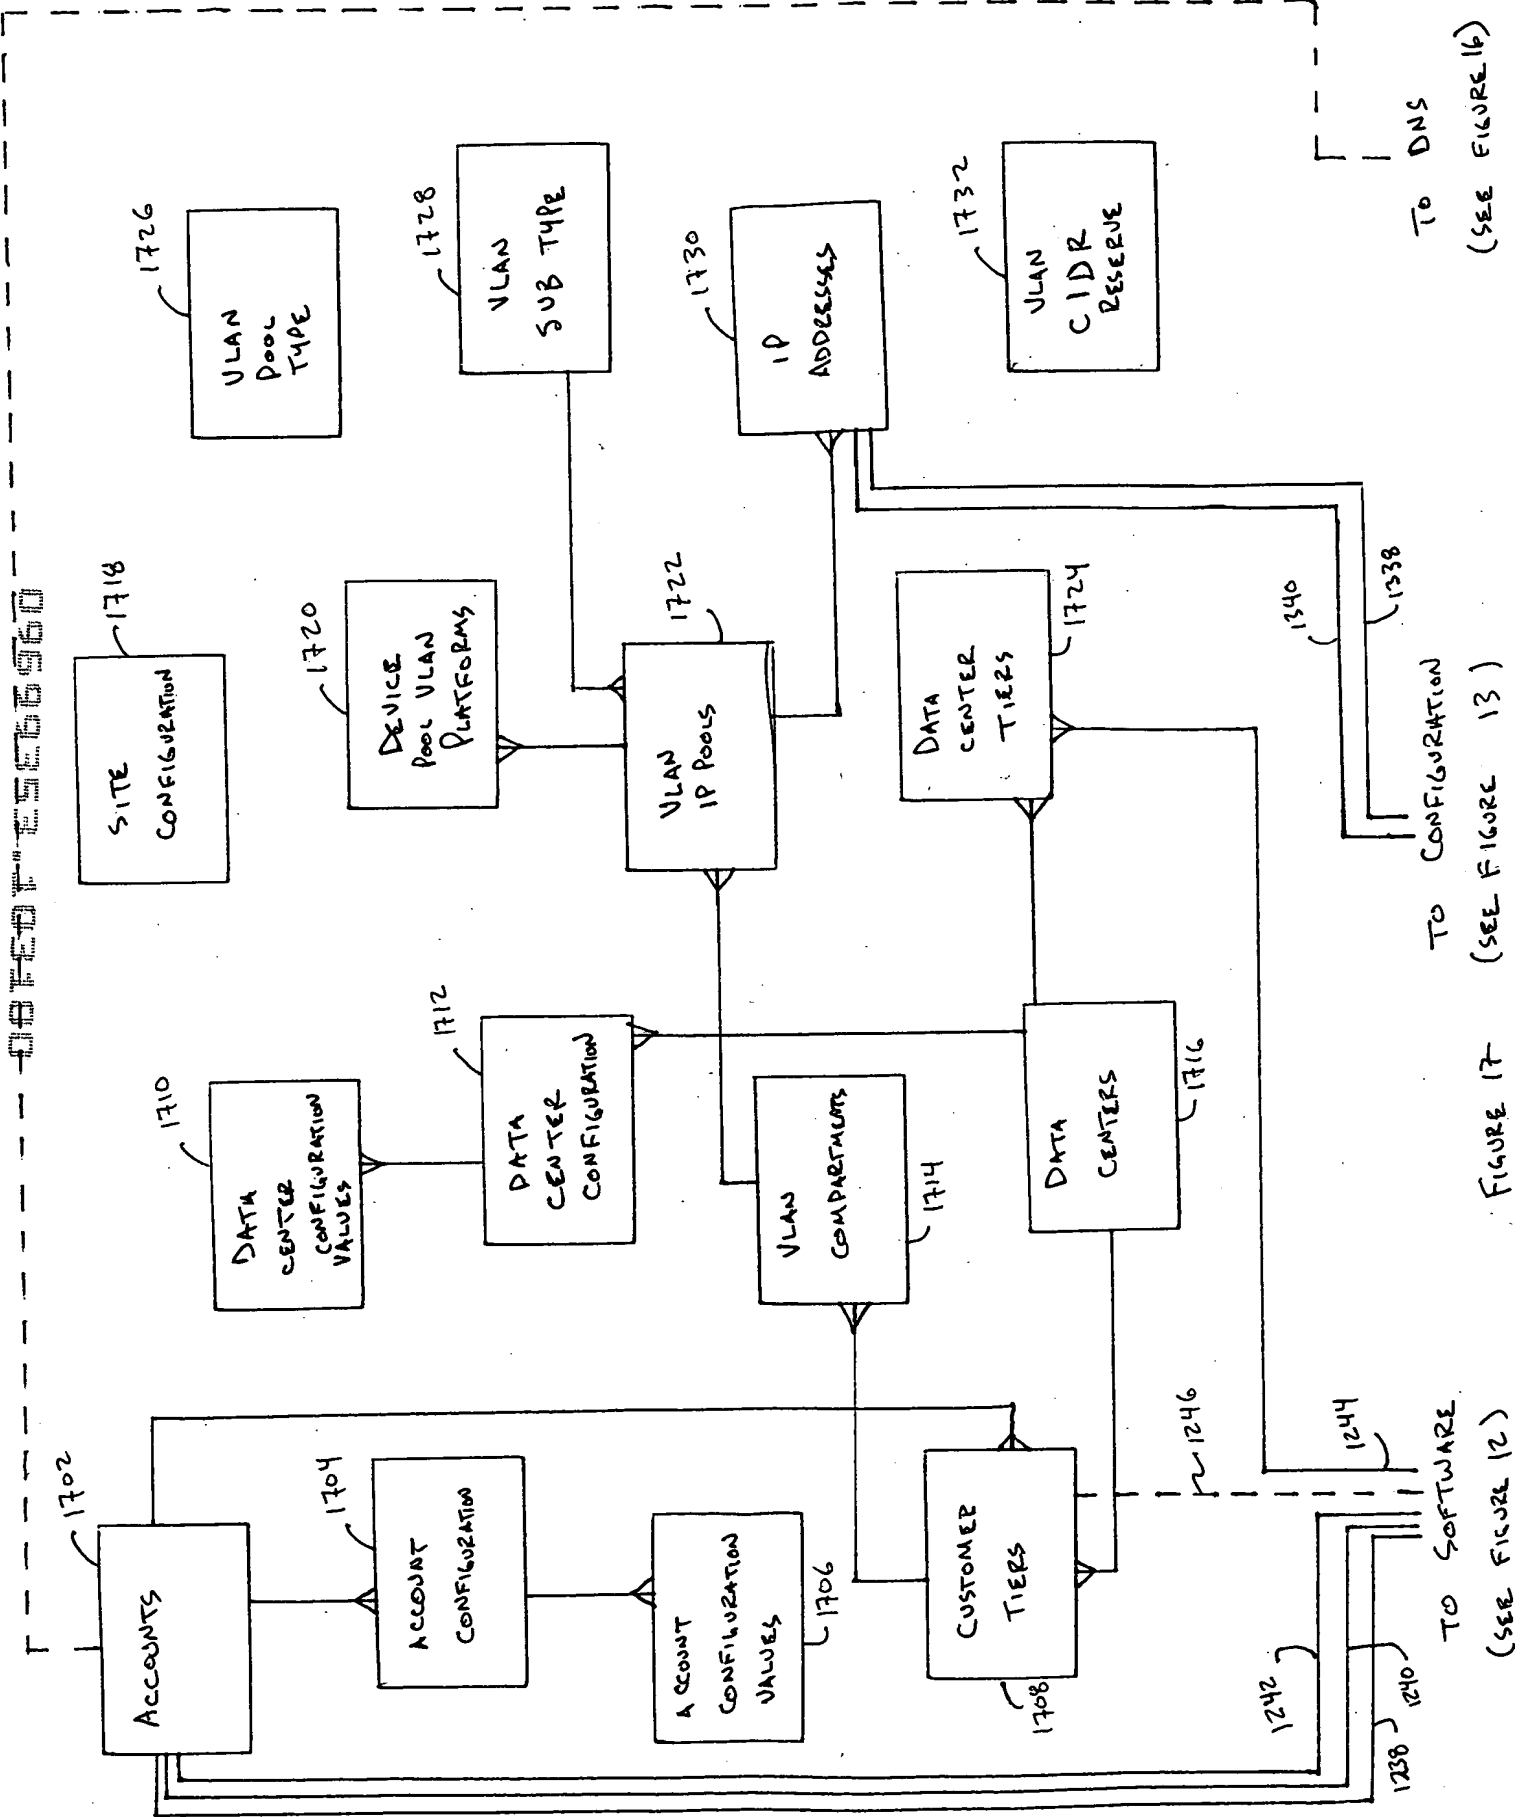 1702
ACCOUNTS
1704
ACCOUNT
CONFIGURATION
1706
ACCOUNT
CONFIGURATION
VALUES
1708
CUSTOMER
TIERS
1710
DATA
CENTER
CONFIGURATION
VALUES
1712
DATA
CENTER
CONFIGURATION
1714
VLAN
COMPARTMENTS
1716
DATA
CENTERS
1718
SITE
CONFIGURATION
1720
DEVICE
POOL VLAN
PLATFORMS
1722
VLAN
IP POOLS
1724
DATA
CENTER
TIERS
1726
VLAN
POOL
TYPE
1728
VLAN
SUB TYPE
1730
IP
ADDRESSES
1732
VLAN
CIDR
RESERVE
1238
1240
1242
1246
1244
1340
1338
TO SOFTWARE
(SEE FIGURE 12)
TO CONFIGURATION
(SEE FIGURE 13)
TO DNS
(SEE FIGURE 16)
FIGURE 17